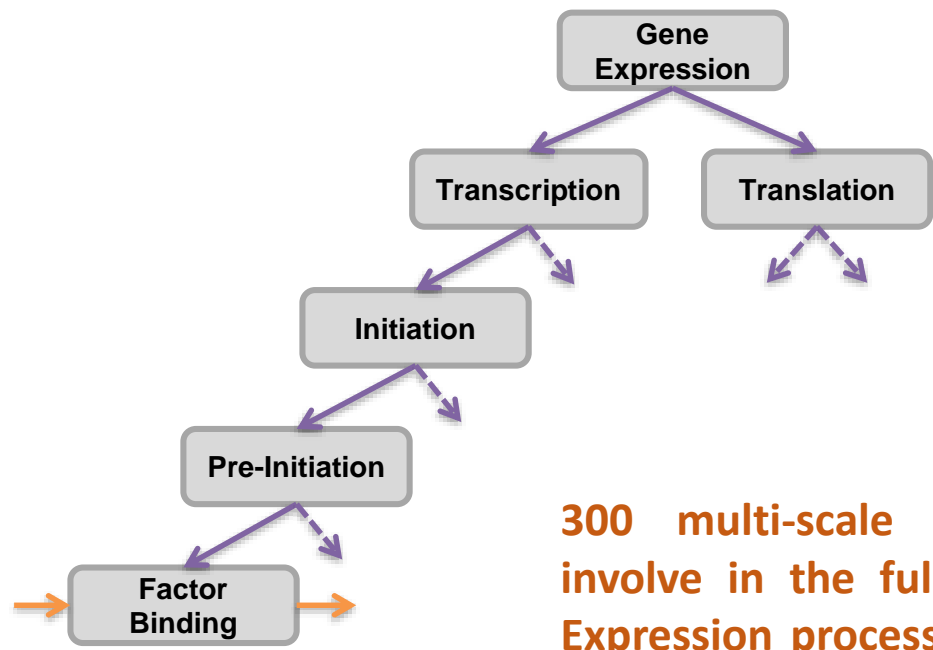 Gene
Expression
Transcription
Translation
Initiation
Pre-Initiation
Factor
Binding
300 multi-scale
involve in the ful
Expression process